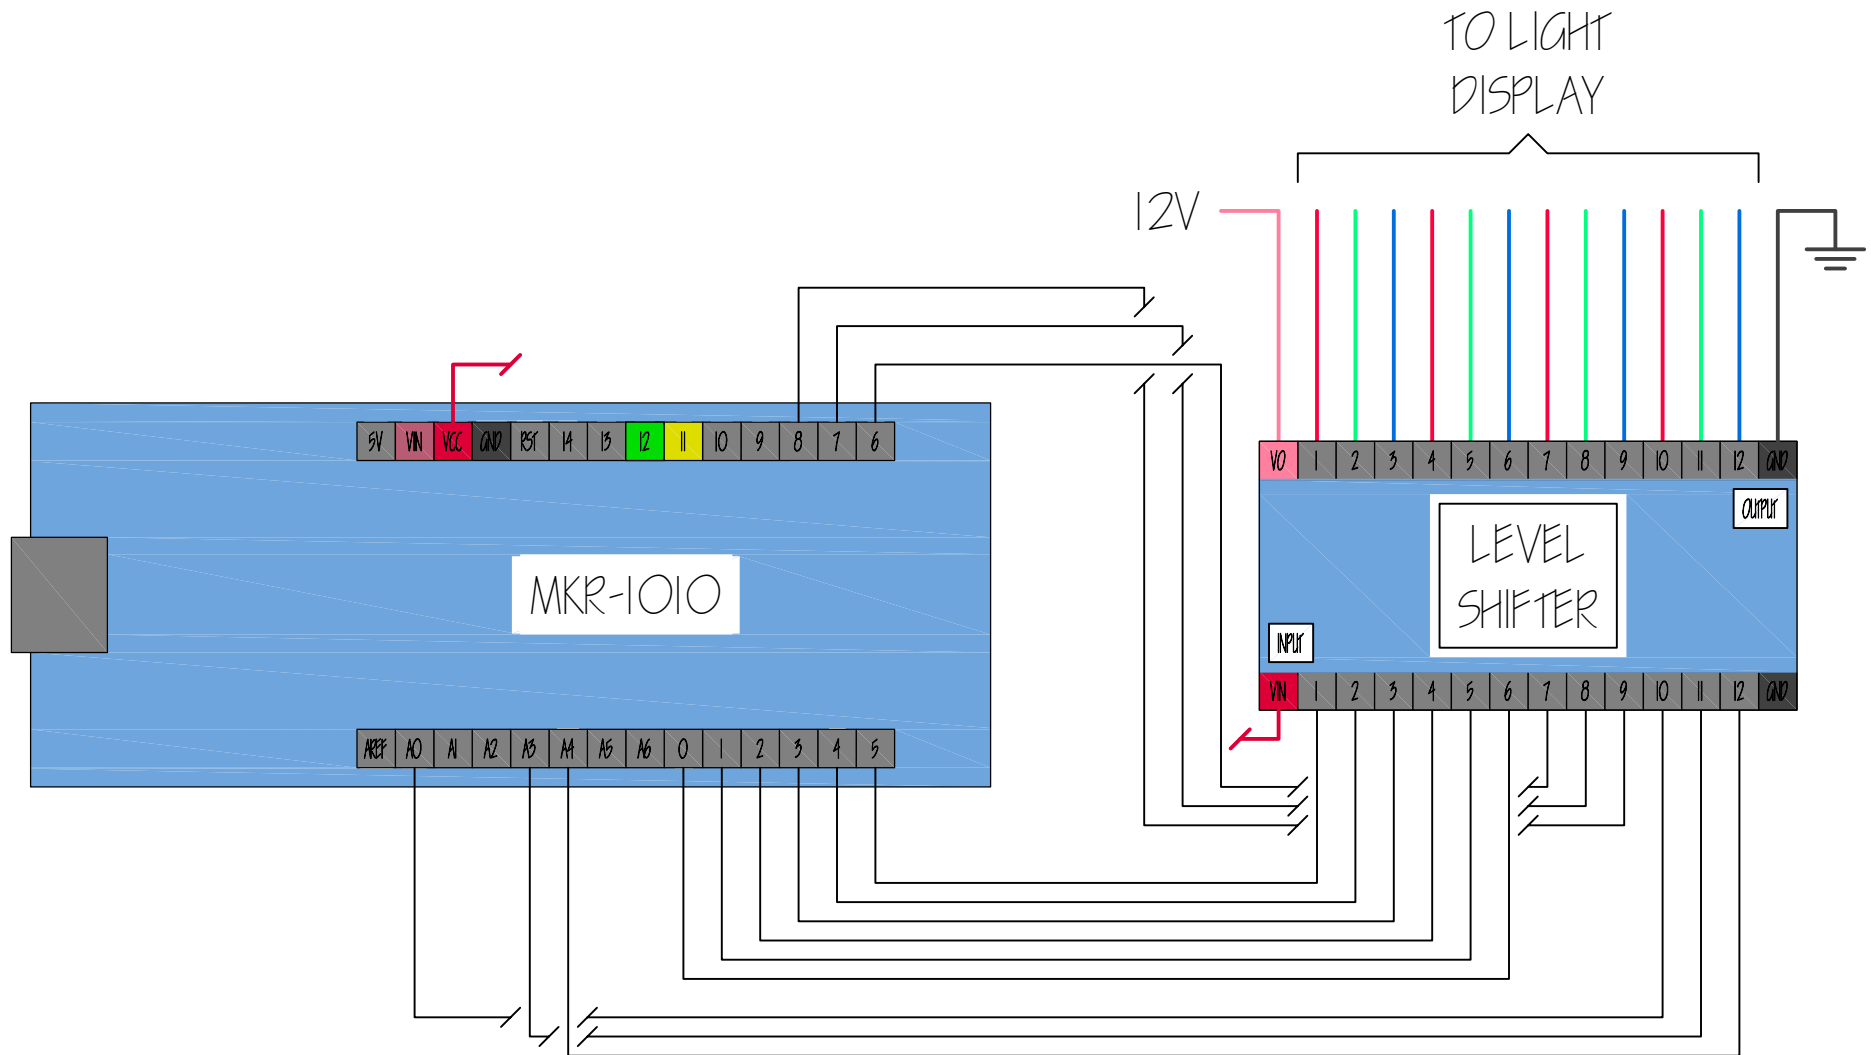 TO LIGHT
DISPLAY
12V
5V VIN VCC GND RST 14 13 12 11 10 9 8 7 6
VO 1 2 3 4 5 6 7 8 9 10 11 12 GND
OUTPUT
LEVEL
SHIFTER
MKR-1010
INPUT
VIN 1 2 3 4 5 6 7 8 9 10 11 12 GND
AREF A0 A1 A2 A3 A4 A5 A6 0 1 2 3 4 5